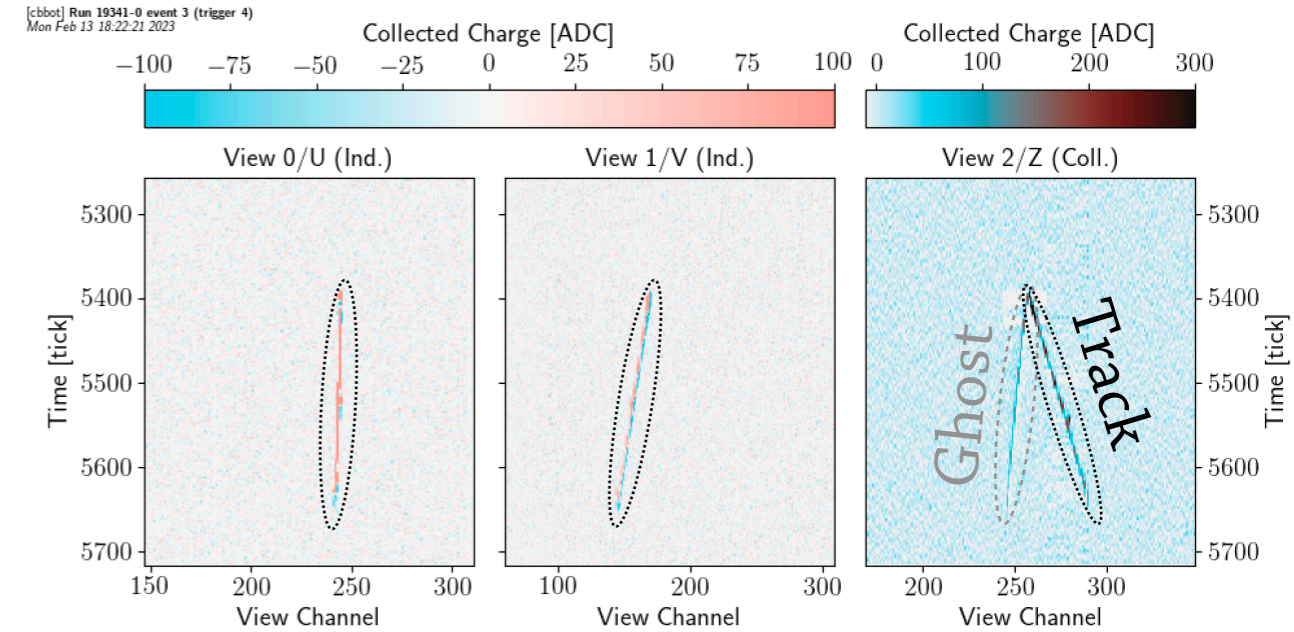 [cbbot] Run 19341-0 event 3 (trigger 4)
Mon Feb 13 18:22:21 2023
Collected Charge [ADC]
Collected Charge [ADC]
−100 −75 −50 −25 0 25 50 75 100
0 100 200 300
View 0/U (Ind.)
View 1/V (Ind.)
View 2/Z (Coll.)
Time [tick]
5300
5400
5500
5600
5700
Ghost
Track
5300
5400
5500
5600
5700
Time [tick]
150 200 250 300
100 200 300
200 250 300
View Channel
View Channel
View Channel